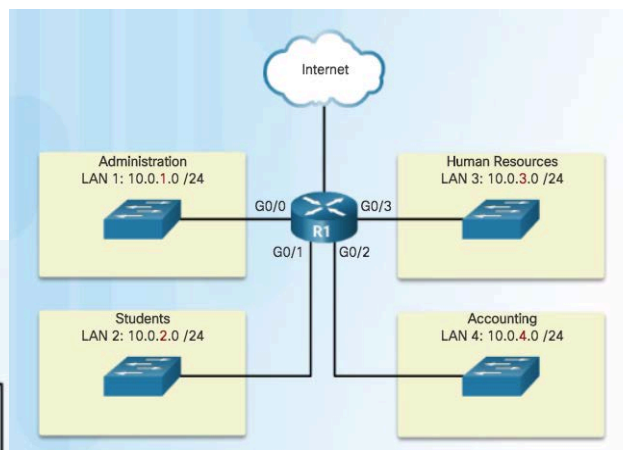 Internet
Administration
LAN 1: 10.0.1.0 /24
Human Resources
LAN 3: 10.0.3.0 /24
G0/0
G0/3
R1
G0/1
G0/2
Students
LAN 2: 10.0.2.0 /24
Accounting
LAN 4: 10.0.4.0 /24